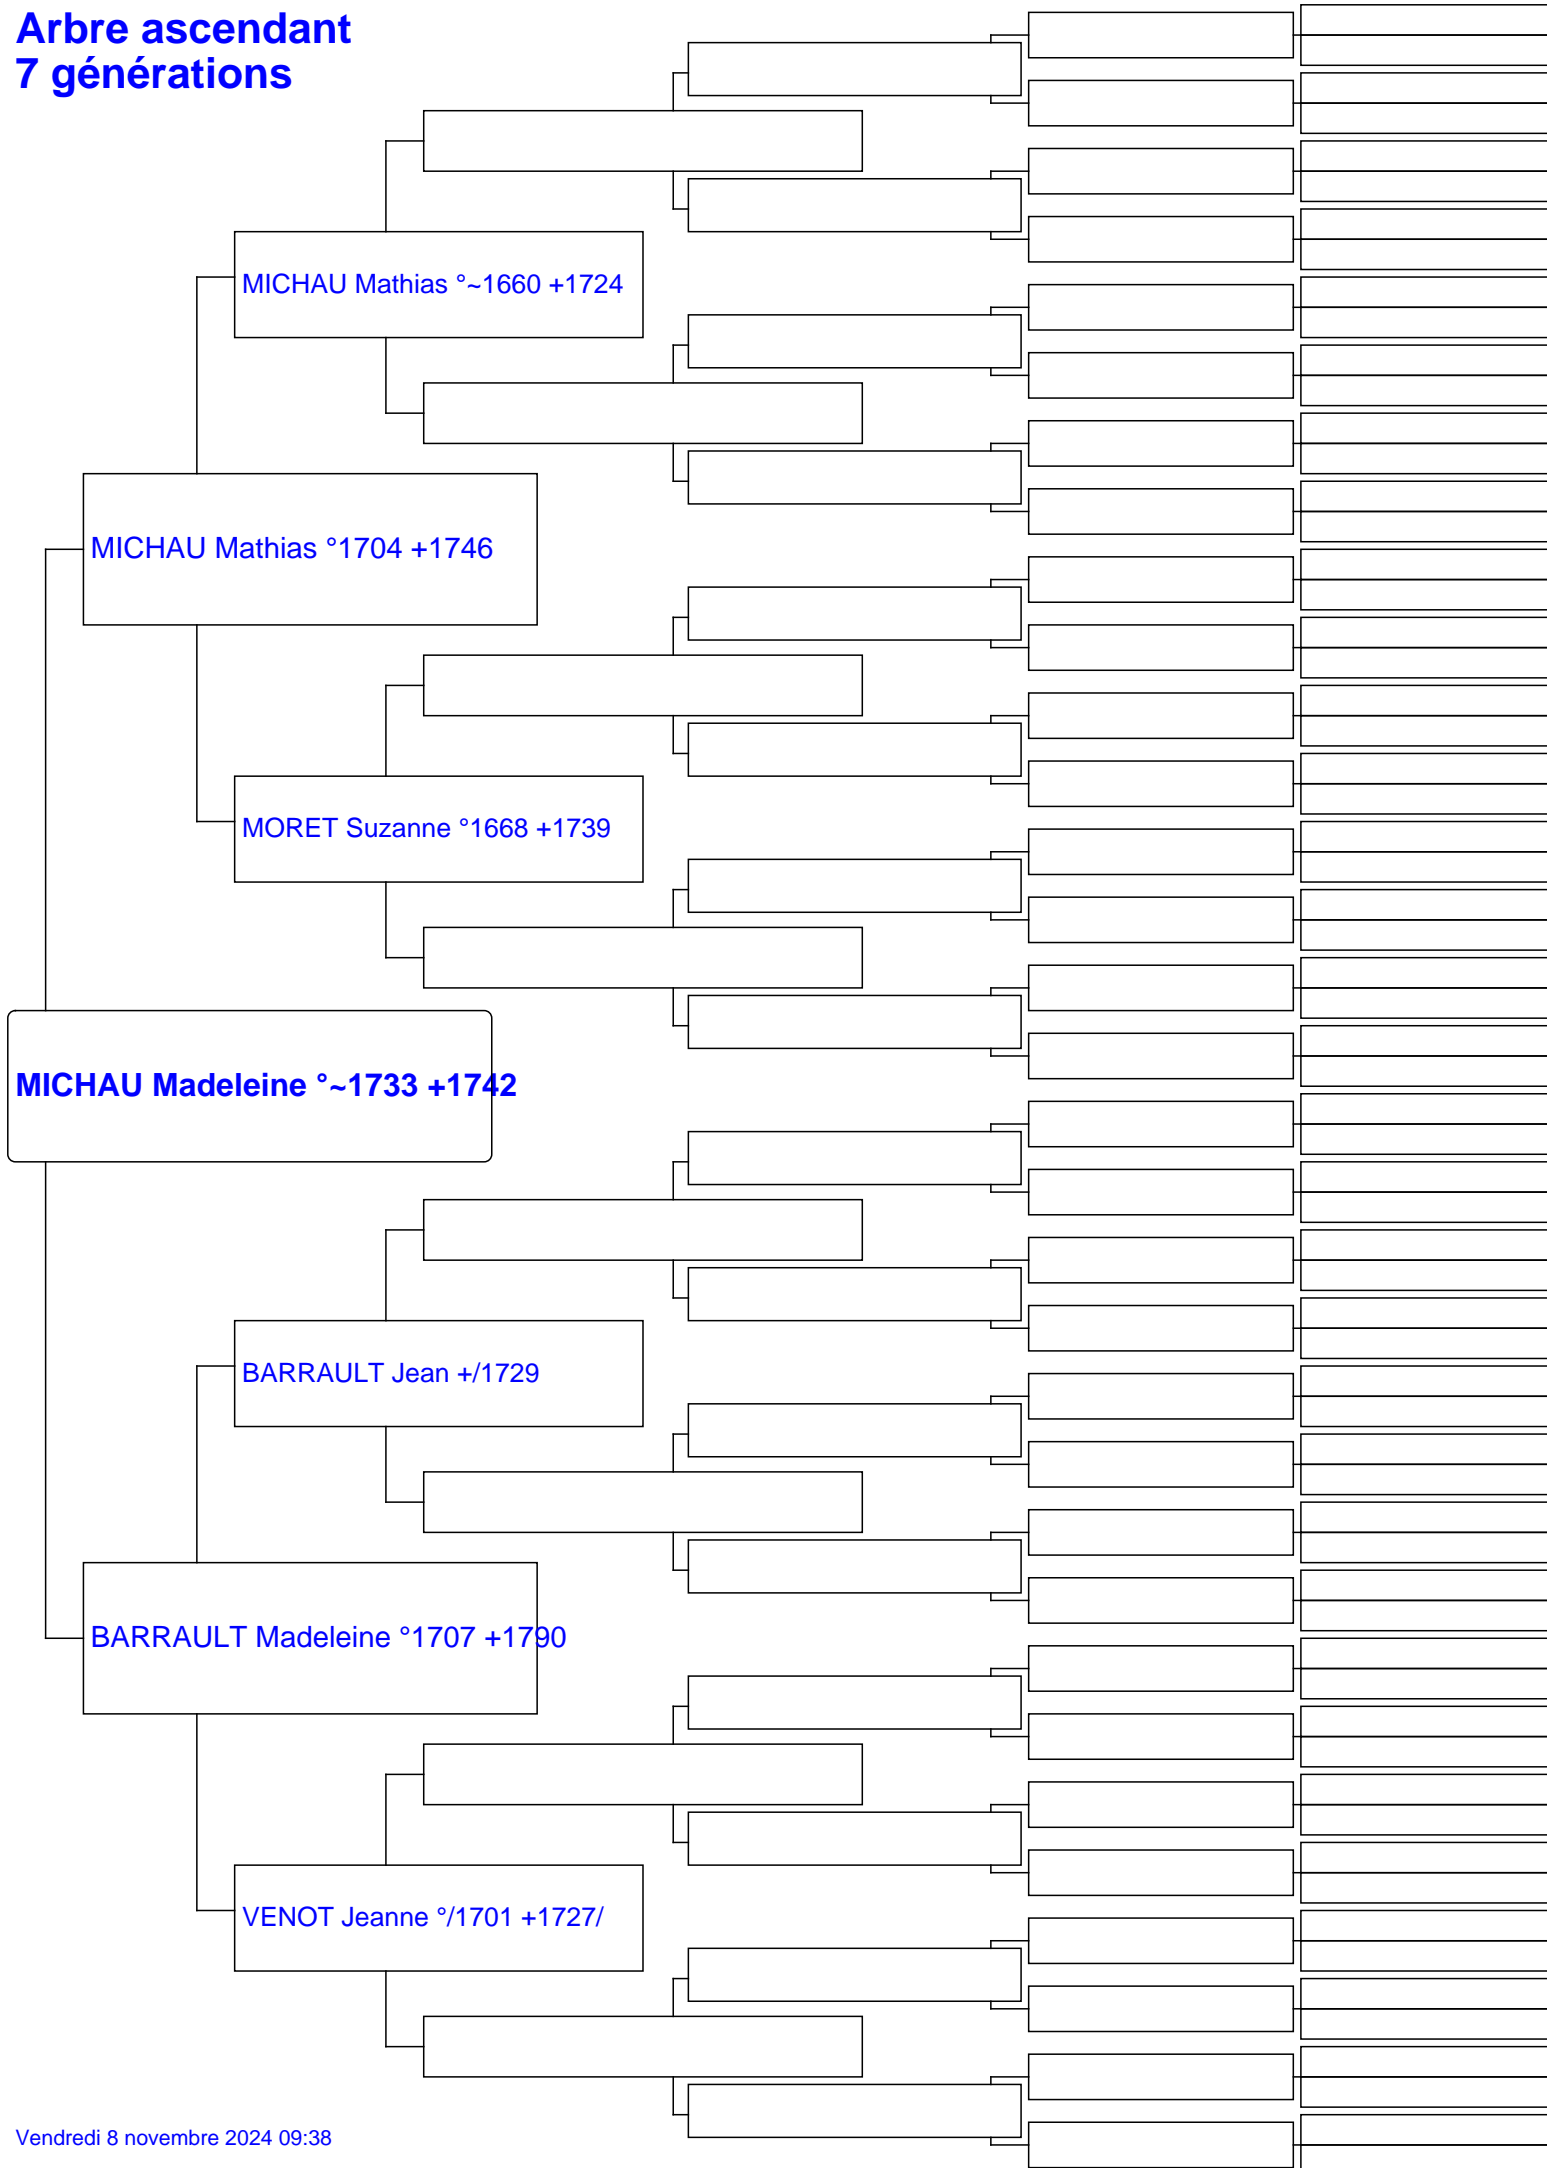 Arbre ascendant
7 générations
MICHAU Mathias °~1660 +1724
MICHAU Mathias °1704 +1746
MORET Suzanne °1668 +1739
MICHAU Madeleine °~1733 +1742
BARRAULT Jean +/1729
BARRAULT Madeleine °1707 +1790
VENOT Jeanne °/1701 +1727/
Vendredi 8 novembre 2024 09:38